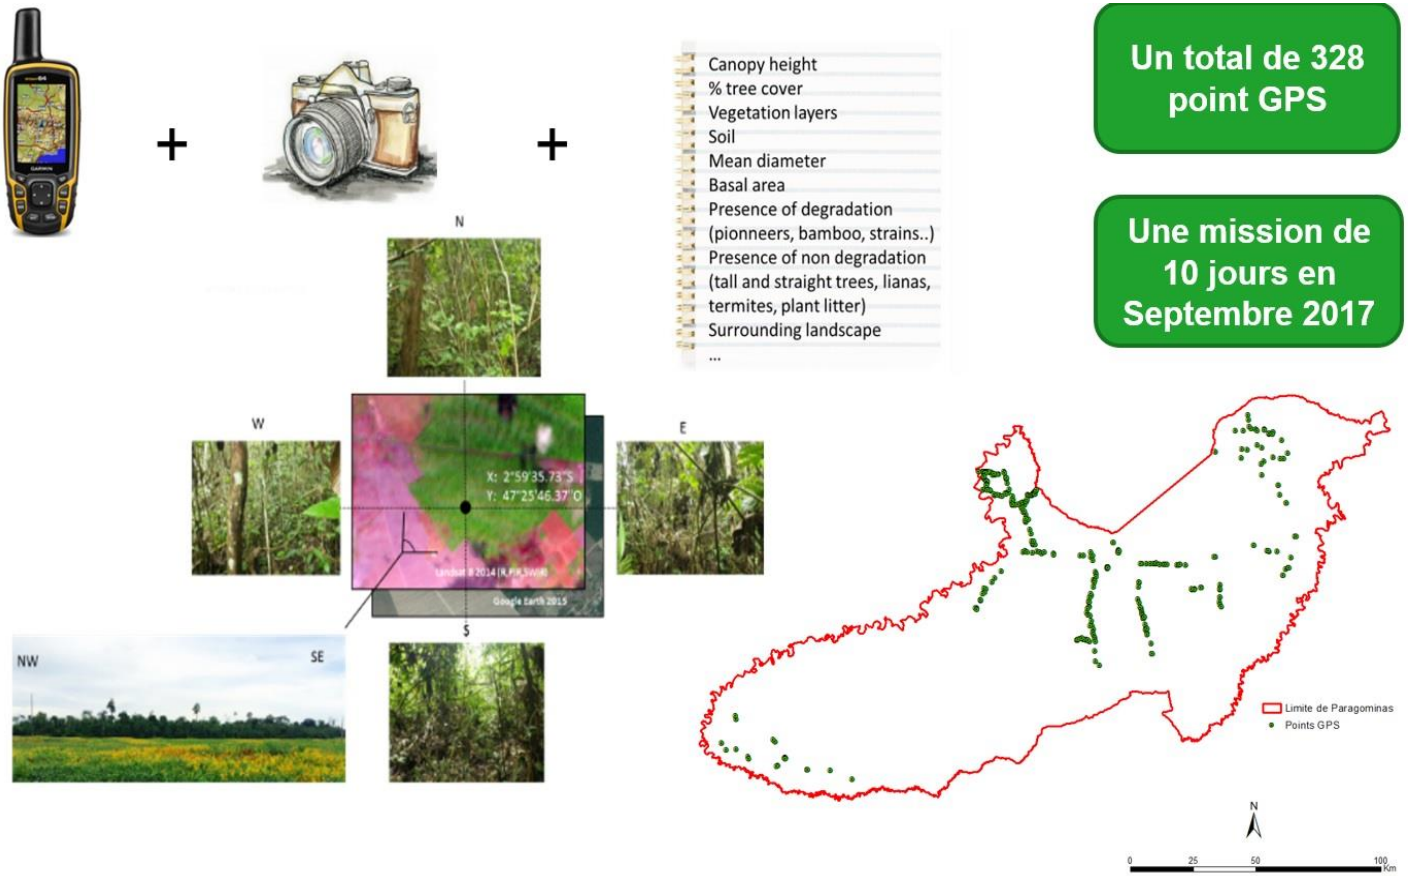 GARMIN
+
+
Canopy height
% tree cover
Vegetation layers
Soil
Mean diameter
Basal area
Presence of degradation
(pionneers, bamboo, strains..)
Presence of non degradation
(tall and straight trees, lianas,
termites, plant litter)
Surrounding landscape
...
Un total de 328
point GPS
Une mission de
10 jours en
Septembre 2017
N
W
E
X: 2°59'35.73"S
Y: 47°25'46.37"O
Landsat 8 2014 (R,PIR,SWIR)
Google Earth 2015
S
NW
SE
Limite de Paragominas
Points GPS
N
0 25 50 100
Km